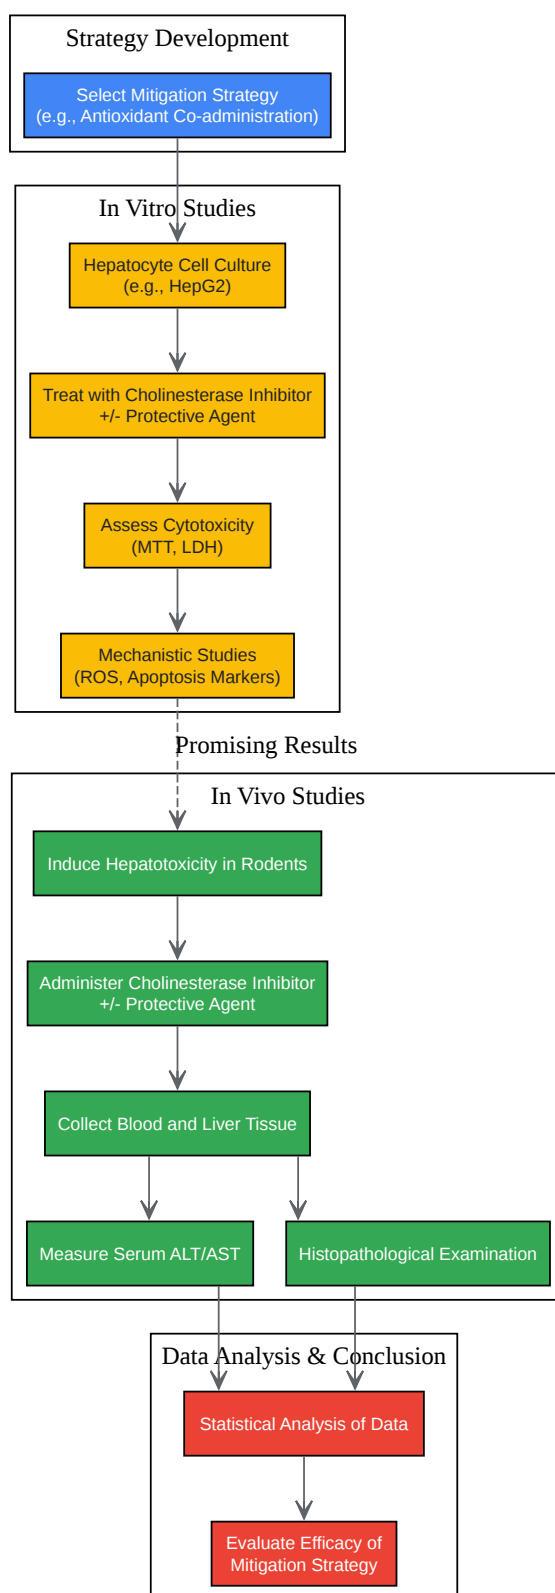 Strategy Development
Select Mitigation Strategy
(e.g., Antioxidant Co-administration)
In Vitro Studies
Hepatocyte Cell Culture
(e.g., HepG2)
Treat with Cholinesterase Inhibitor
+/- Protective Agent
Assess Cytotoxicity
(MTT, LDH)
Mechanistic Studies
(ROS, Apoptosis Markers)
Promising Results
In Vivo Studies
Induce Hepatotoxicity in Rodents
Administer Cholinesterase Inhibitor
+/- Protective Agent
Collect Blood and Liver Tissue
Measure Serum ALT/AST
Histopathological Examination
Data Analysis & Conclusion
Statistical Analysis of Data
Evaluate Efficacy of
Mitigation Strategy